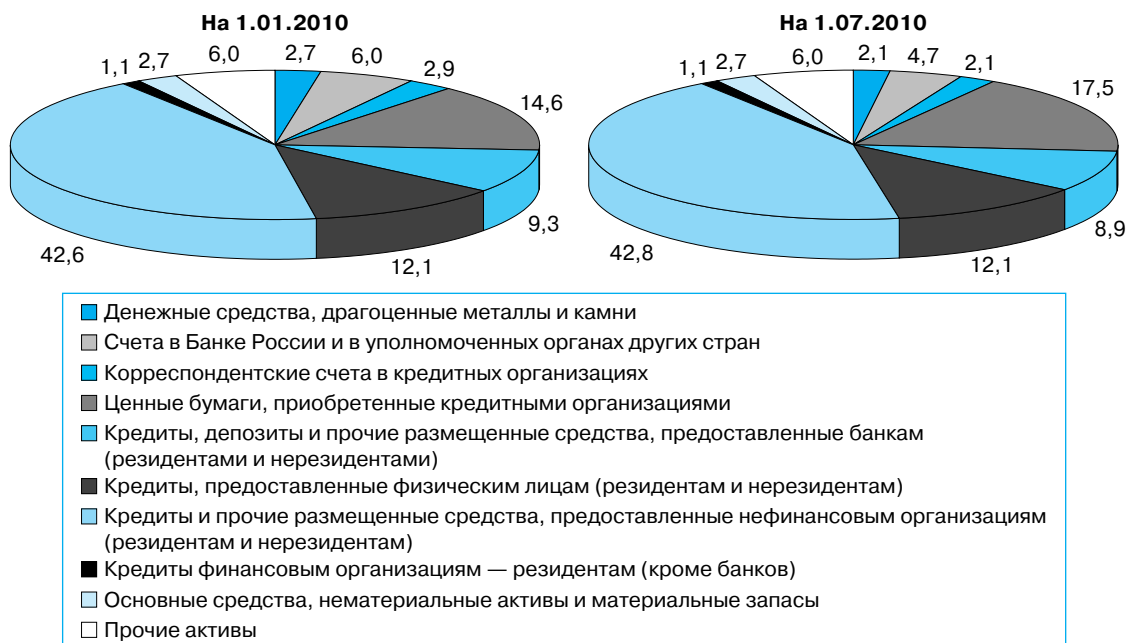 На 1.01.2010
1,1
2,7
6,0
2,7
6,0
2,9
14,6
9,3
12,1
42,6
На 1.07.2010
1,1
2,7
6,0
2,1
4,7
2,1
17,5
8,9
12,1
42,8
Денежные средства, драгоценные металлы и камни
Счета в Банке России и в уполномоченных органах других стран
Корреспондентские счета в кредитных организациях
Ценные бумаги, приобретенные кредитными организациями
Кредиты, депозиты и прочие размещенные средства, предоставленные банкам
(резидентами и нерезидентами)
Кредиты, предоставленные физическим лицам (резидентам и нерезидентам)
Кредиты и прочие размещенные средства, предоставленные нефинансовым организациям
(резидентам и нерезидентам)
Кредиты финансовым организациям — резидентам (кроме банков)
Основные средства, нематериальные активы и материальные запасы
Прочие активы